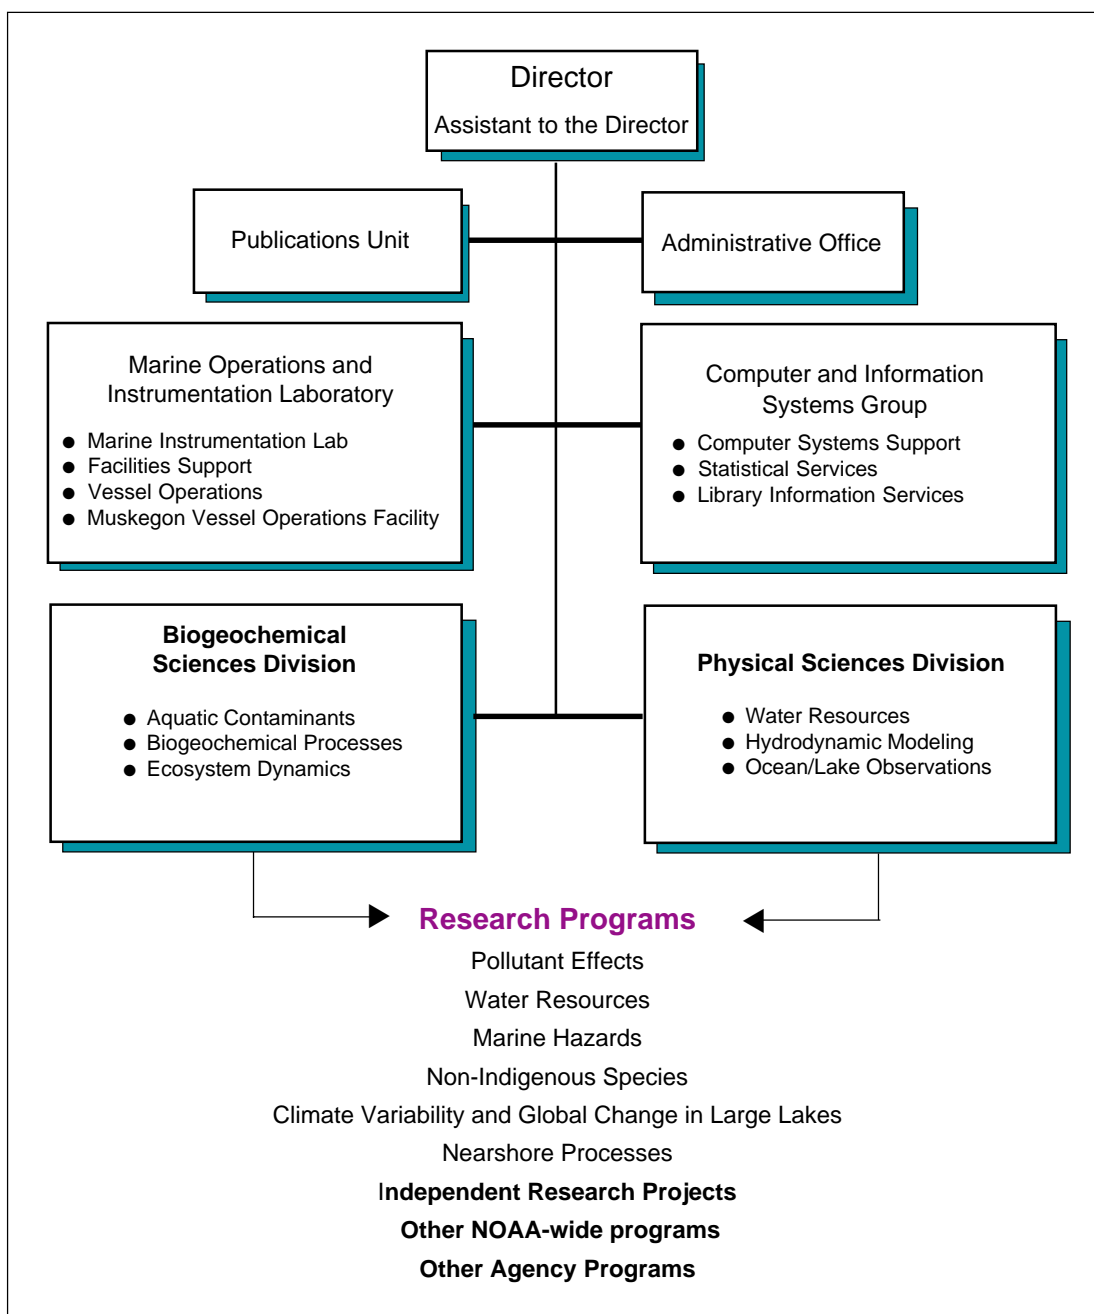 Director
Assistant to the Director
Publications Unit
Administrative Office
Marine Operations and
Instrumentation Laboratory
● Marine Instrumentation Lab
● Facilities Support
● Vessel Operations
● Muskegon Vessel Operations Facility
Computer and Information
Systems Group
● Computer Systems Support
● Statistical Services
● Library Information Services
Biogeochemical
Sciences Division
● Aquatic Contaminants
● Biogeochemical Processes
● Ecosystem Dynamics
Physical Sciences Division
● Water Resources
● Hydrodynamic Modeling
● Ocean/Lake Observations
Research Programs
Pollutant Effects
Water Resources
Marine Hazards
Non-Indigenous Species
Climate Variability and Global Change in Large Lakes
Nearshore Processes
Independent Research Projects
Other NOAA-wide programs
Other Agency Programs